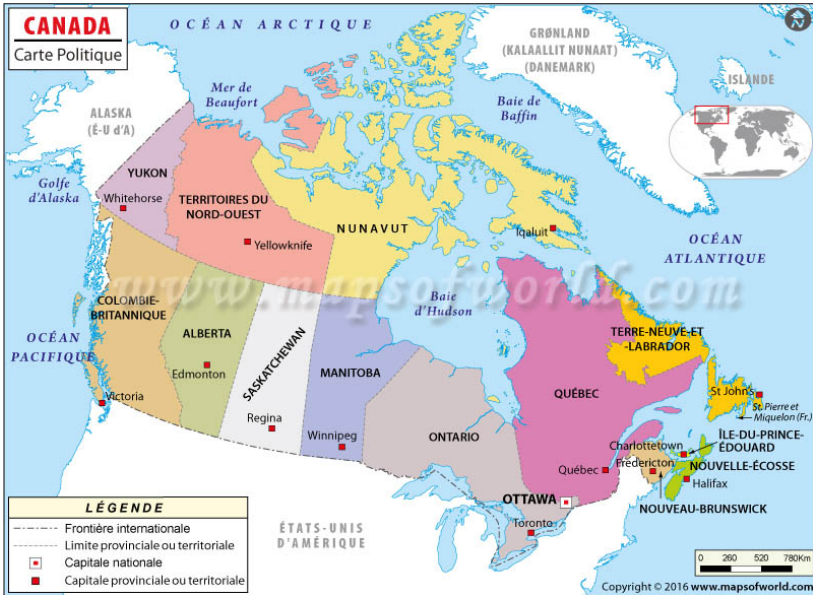 CANADA
Carte Politique
OCÉAN ARCTIQUE
GRØNLAND
(KALAALLIT NUNAAT)
(DANEMARK)
ISLANDE
Mer de
Beaufort
Baie de
Baffin
ALASKA
(É-U d'A)
Golfe
d'Alaska
YUKON
Whitehorse
TERRITOIRES DU
NORD-OUEST
Yellowknife
NUNAVUT
Iqaluit
OCÉAN
ATLANTIQUE
www.mapsofworld.com
OCÉAN
PACIFIQUE
COLOMBIE-
BRITANNIQUE
Victoria
ALBERTA
Edmonton
SASKATCHEWAN
Regina
MANITOBA
Winnipeg
Baie
d'Hudson
ONTARIO
OTTAWA
Toronto
QUÉBEC
Québec
TERRE-NEUVE-ET
-LABRADOR
St John's
St. Pierre et
Miquelon (Fr.)
Charlottetown
ÎLE-DU-PRINCE-
ÉDOUARD
Fredericton
NOUVELLE-ÉCOSSE
Halifax
NOUVEAU-BRUNSWICK
ÉTATS-UNIS
D'AMÉRIQUE
LÉGENDE
Frontière internationale
Limite provinciale ou territoriale
Capitale nationale
Capitale provinciale ou territoriale
0 260 520 780Km
Copyright © 2016 www.mapsofworld.com